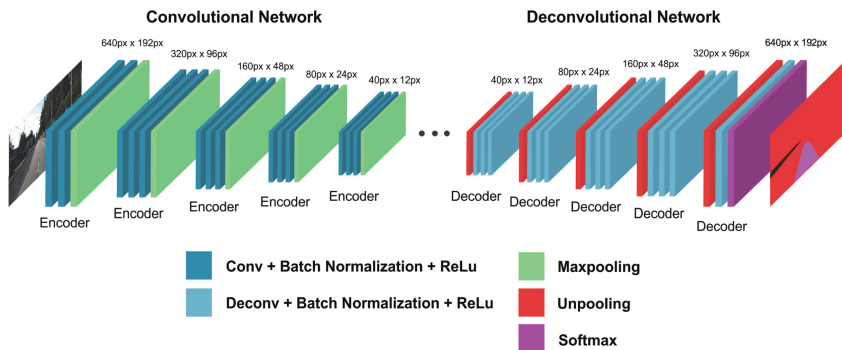 Convolutional Network
Deconvolutional Network
640px x 192px
320px x 96px
160px x 48px
80px x 24px
40px x 12px
40px x 12px
80px x 24px
160px x 48px
320px x 96px
640px x 192px
Encoder
Encoder
Encoder
Encoder
Encoder
Decoder
Decoder
Decoder
Decoder
Decoder
Conv + Batch Normalization + ReLu
Maxpooling
Deconv + Batch Normalization + ReLu
Unpooling
Softmax